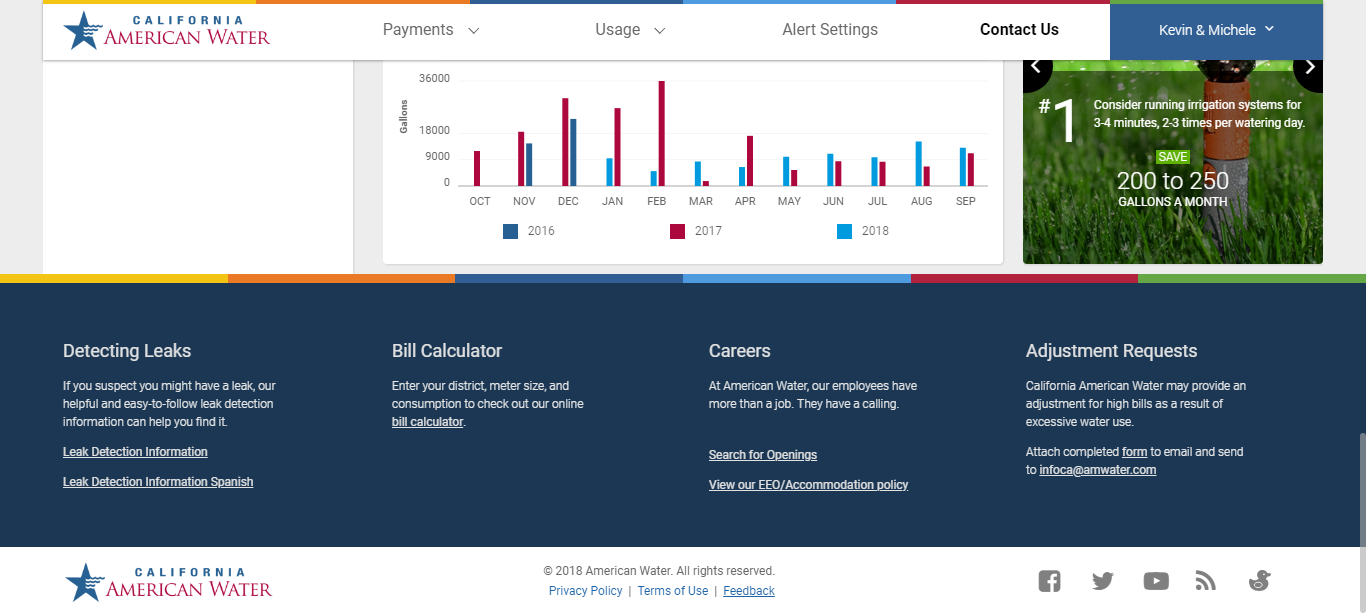 CALIFORNIA
AMERICAN WATER
Payments
Usage
Alert Settings
Contact Us
Kevin & Michele
36000
18000
9000
0
Gallons
OCT NOV DEC JAN FEB MAR APR MAY JUN JUL AUG SEP
2016 2017 2018
#1
Consider running irrigation systems for
3-4 minutes, 2-3 times per watering day.
SAVE
200 to 250
GALLONS A MONTH
Detecting Leaks
If you suspect you might have a leak, our
helpful and easy-to-follow leak detection
information can help you find it.
Leak Detection Information
Leak Detection Information Spanish
Bill Calculator
Enter your district, meter size, and
consumption to check out our online
bill calculator.
Careers
At American Water, our employees have
more than a job. They have a calling.
Search for Openings
View our EEO/Accommodation policy
Adjustment Requests
California American Water may provide an
adjustment for high bills as a result of
excessive water use.
Attach completed form to email and send
to infoca@amwater.com
CALIFORNIA
AMERICAN WATER
© 2018 American Water. All rights reserved.
Privacy Policy | Terms of Use | Feedback